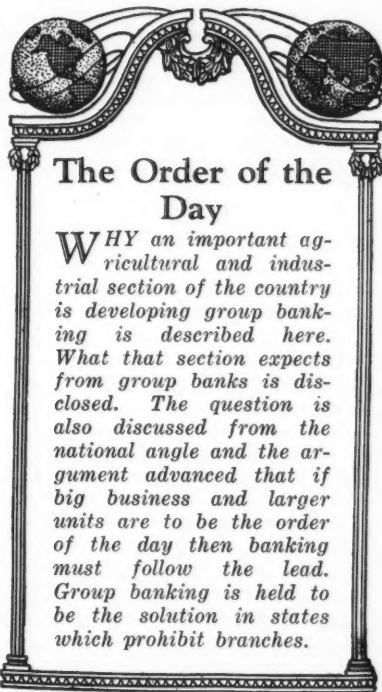 The Order of the
Day
WHY an important ag-
ricultural and indus-
trial section of the country
is developing group bank-
ing is described here.
What that section expects
from group banks is dis-
closed. The question is
also discussed from the
national angle and the ar-
gument advanced that if
big business and larger
units are to be the order
of the day then banking
must follow the lead.
Group banking is held to
be the solution in states
which prohibit branches.